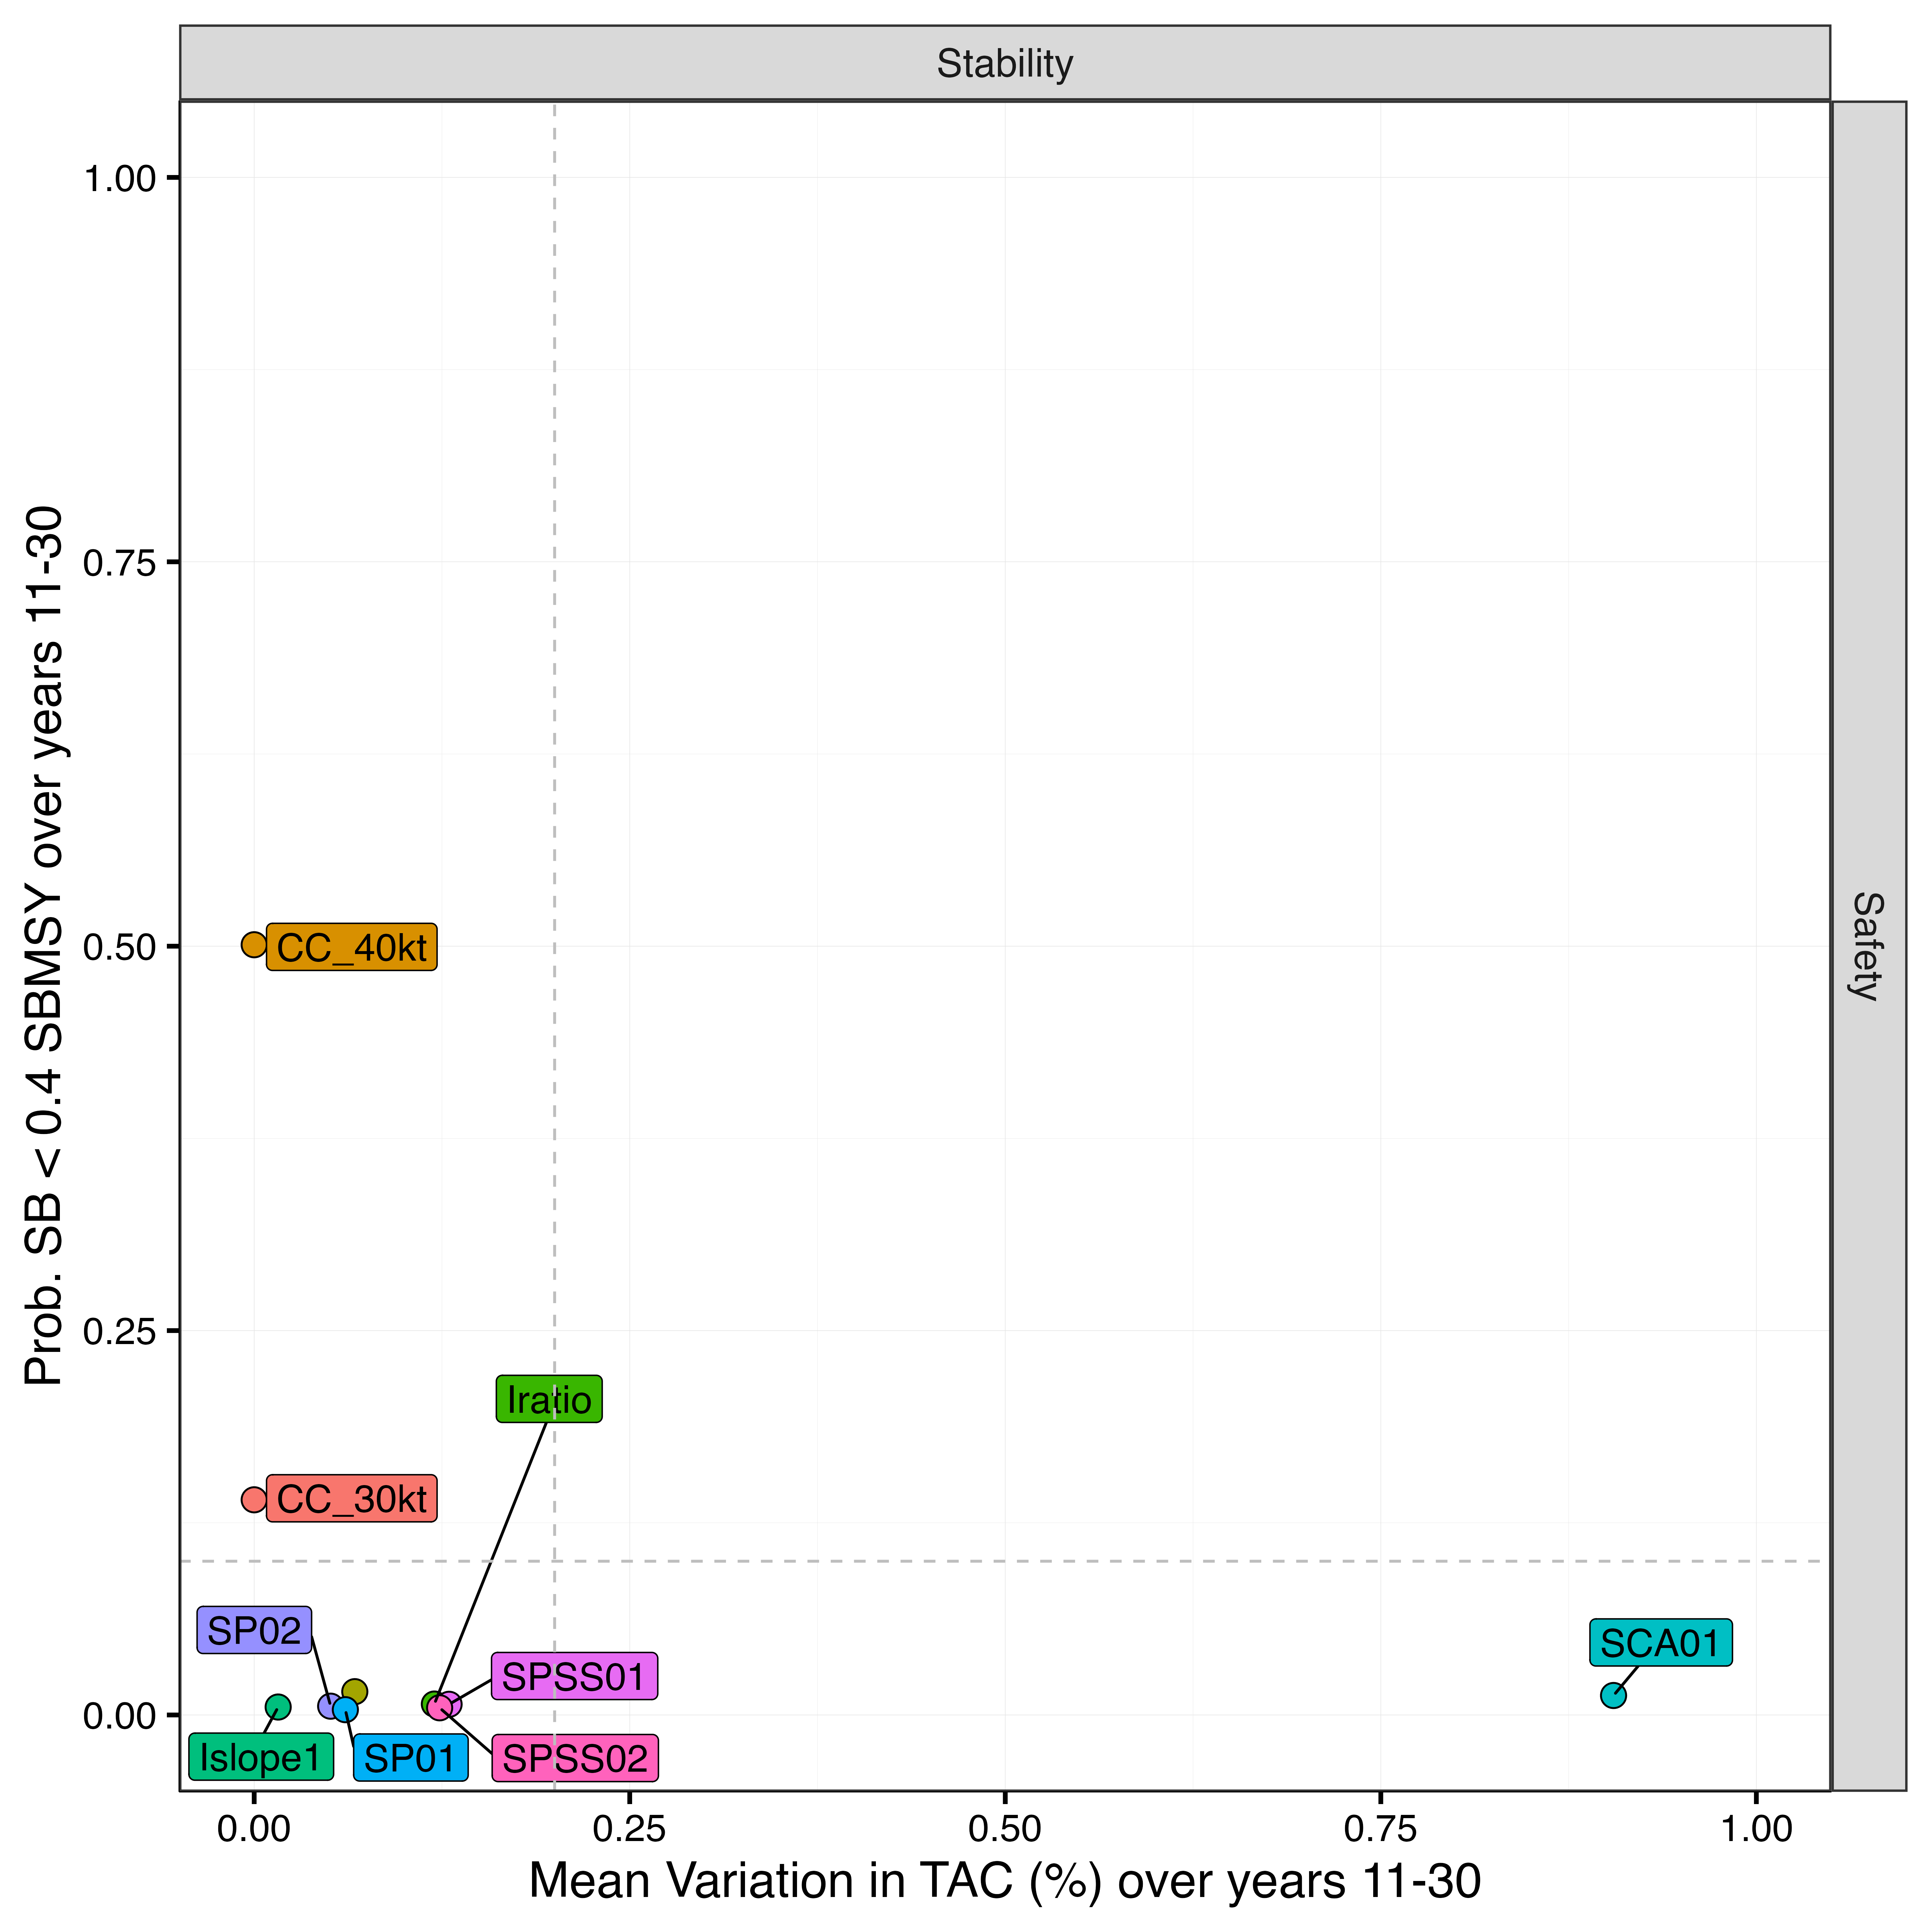 Stability
Safety
Prob. SB < 0.4 SBMSY over years 11-30
1.00
0.75
0.50
0.25
0.00
CC_40kt
Iratio
CC_30kt
SP02
SPSS01
SCA01
Islope1
SP01
SPSS02
0.00
0.25
0.50
0.75
1.00
Mean Variation in TAC (%) over years 11-30